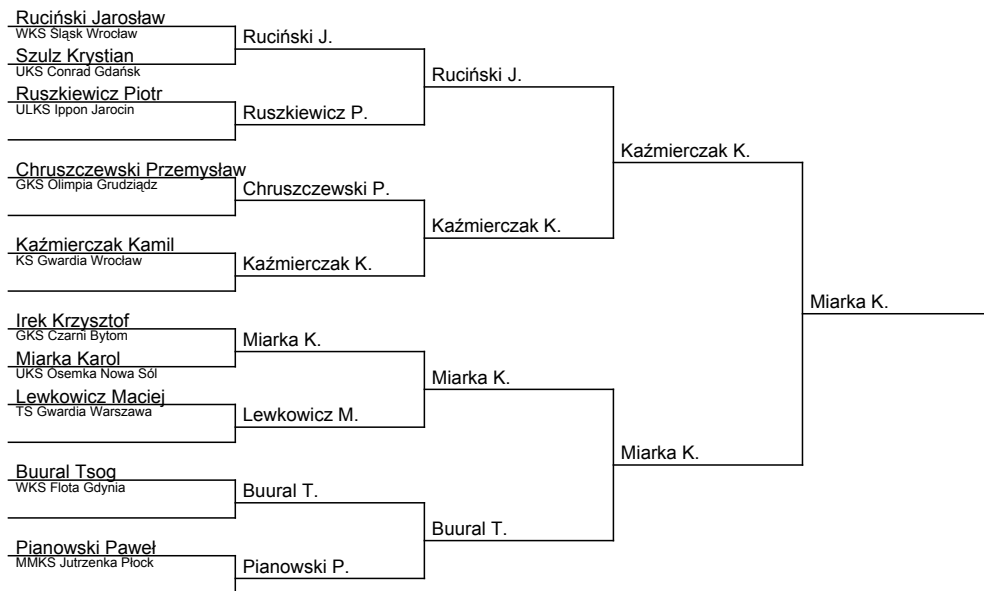 Ruciński Jarosław
WKS Śląsk Wrocław
Ruciński J.
Szulz Krystian
UKS Conrad Gdańsk
Ruciński J.
Ruszkiewicz Piotr
ULKS Ippon Jarocin
Ruszkiewicz P.
Kaźmierczak K.
Chruszczewski Przemysław
GKS Olimpia Grudziądz
Chruszczewski P.
Kaźmierczak K.
Kaźmierczak Kamil
KS Gwardia Wrocław
Kaźmierczak K.
Miarka K.
Irek Krzysztof
GKS Czarni Bytom
Miarka K.
Miarka Karol
UKS Osemka Nowa Sól
Miarka K.
Lewkowicz Maciej
TS Gwardia Warszawa
Lewkowicz M.
Miarka K.
Buural Tsog
WKS Flota Gdynia
Buural T.
Buural T.
Pianowski Paweł
MMKS Jutrzenka Płock
Pianowski P.